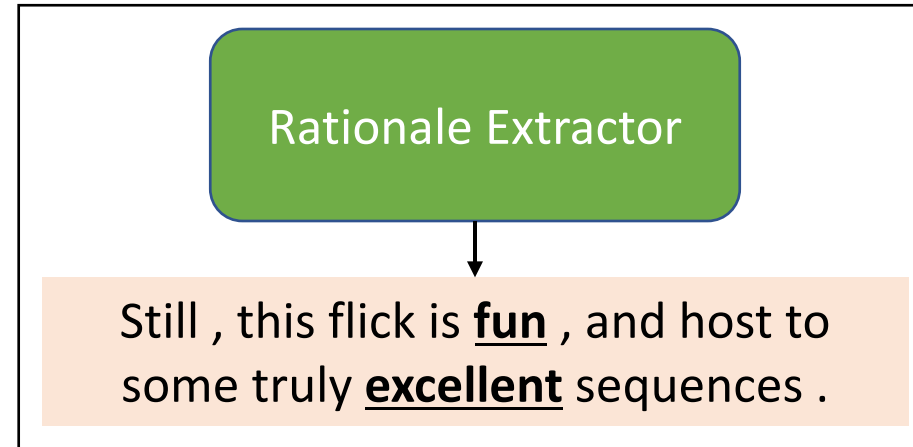 Rationale Extractor
Still , this flick is fun , and host to
some truly excellent sequences .